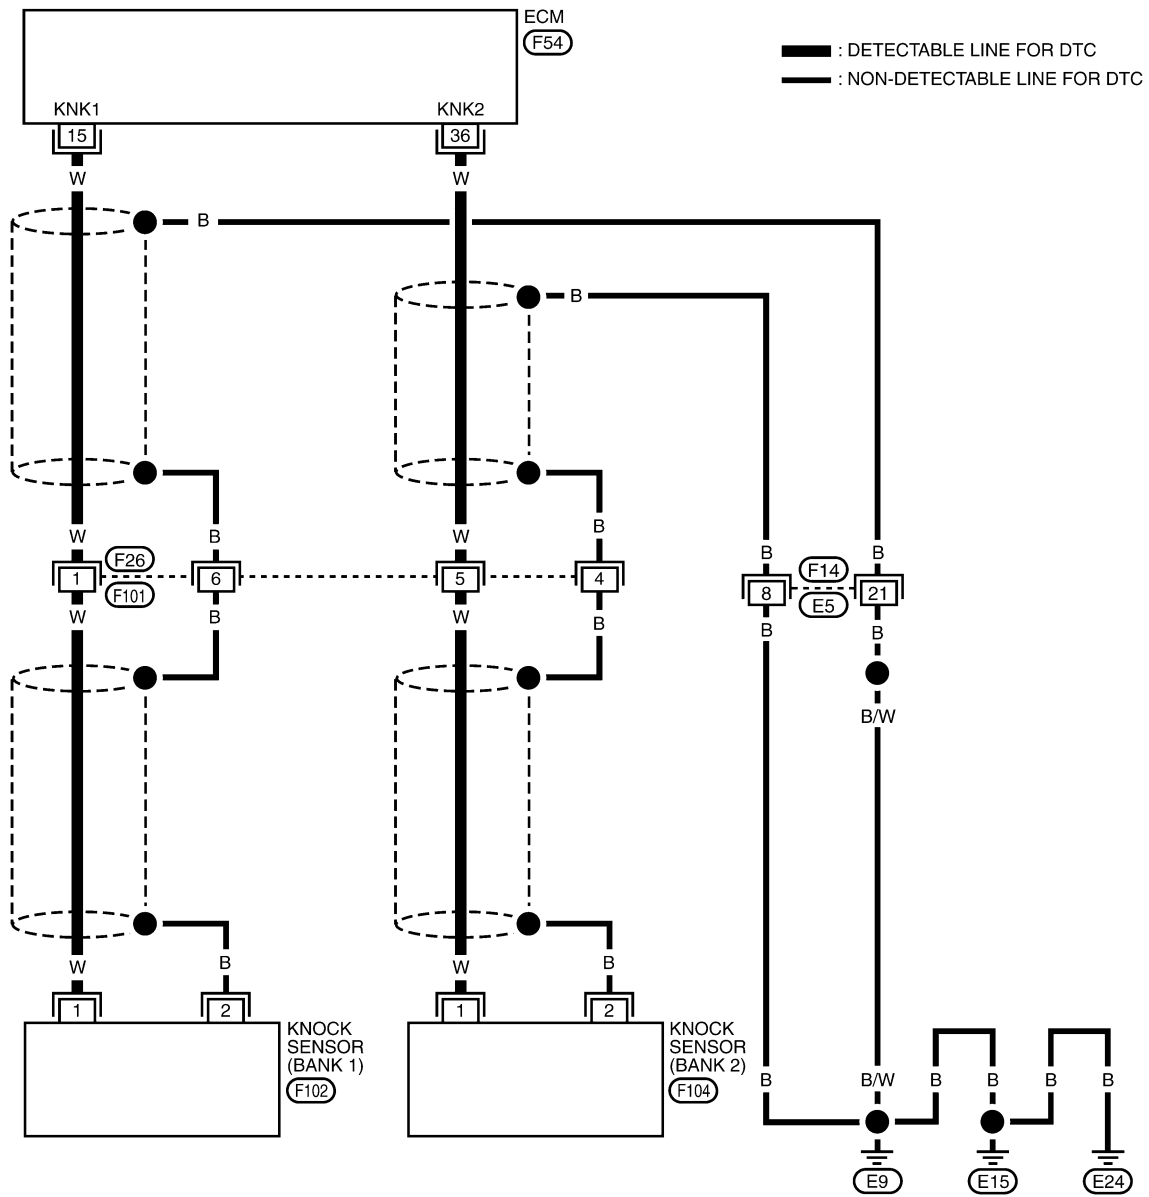 ECM
F54
: DETECTABLE LINE FOR DTC
: NON-DETECTABLE LINE FOR DTC
KNK1
KNK2
15
36
W
W
B
B
W
B
W
B
B
B
1
F26
F101
6
5
4
8
F14
E5
21
W
B
W
B
B
B
B/W
W
B
W
B
1
2
1
2
KNOCK
SENSOR
(BANK 1)
F102
KNOCK
SENSOR
(BANK 2)
F104
B
B/W
B
B
B
B
E9
E15
E24